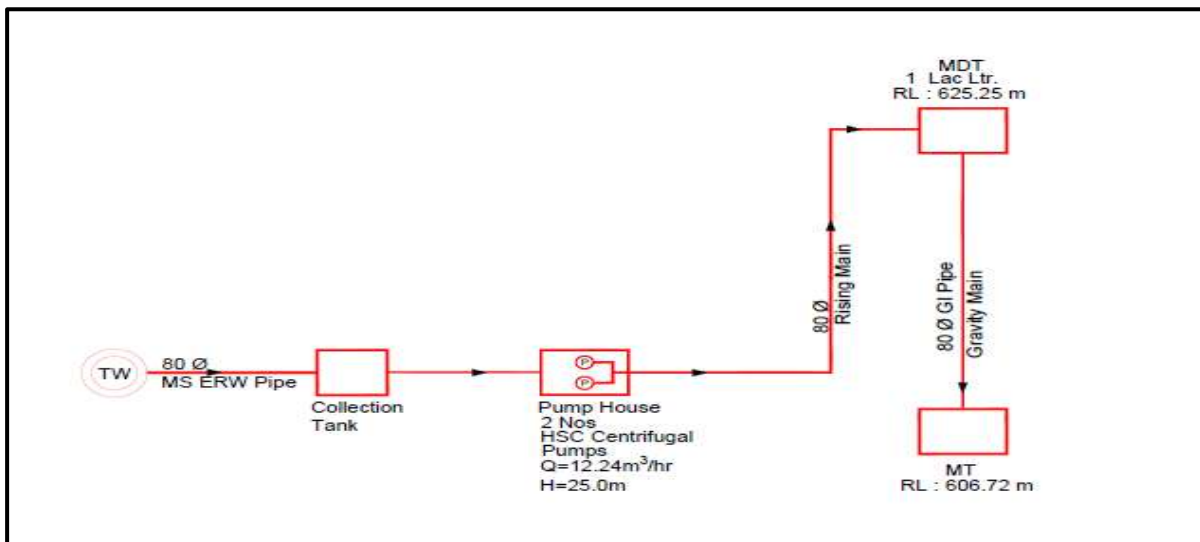 MDT
1 Lac Ltr.
RL : 625.25 m
80 Ø
Rising Main
80 Ø GI Pipe
Gravity Main
TW
80 Ø
MS ERW Pipe
Collection
Tank
P
P
Pump House
2 Nos
HSC Centrifugal
Pumps
Q=12.24m³/hr
H=25.0m
MT
RL : 606.72 m